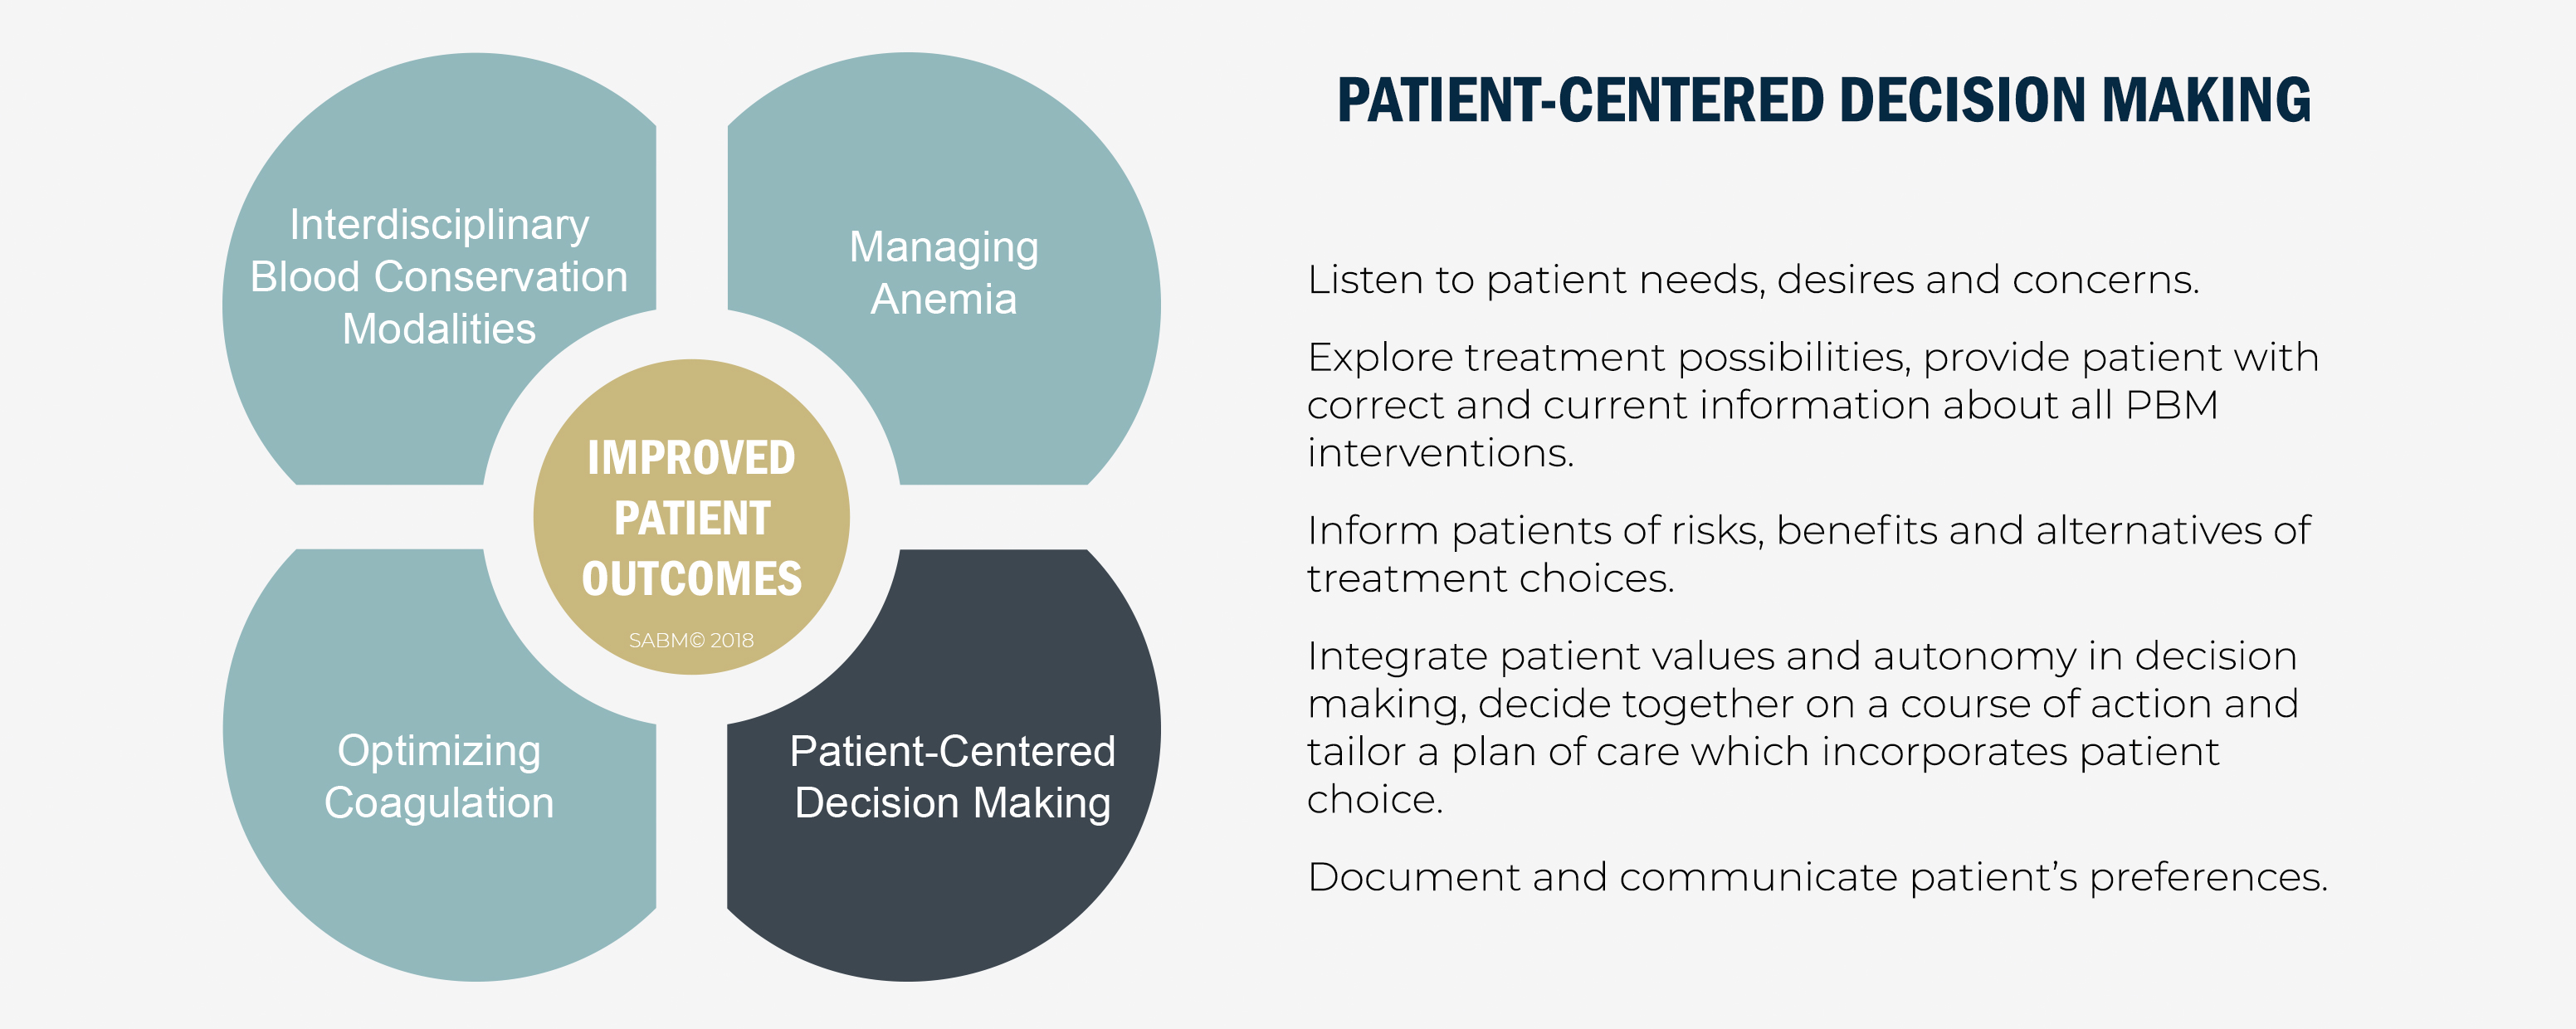 Interdisciplinary
Blood Conservation
Modalities
Managing
Anemia
IMPROVED
PATIENT
OUTCOMES
SABM© 2018
Optimizing
Coagulation
Patient-Centered
Decision Making
PATIENT-CENTERED DECISION MAKING
Listen to patient needs, desires and concerns.
Explore treatment possibilities, provide patient with
correct and current information about all PBM
interventions.
Inform patients of risks, benefits and alternatives of
treatment choices.
Integrate patient values and autonomy in decision
making, decide together on a course of action and
tailor a plan of care which incorporates patient
choice.
Document and communicate patient’s preferences.